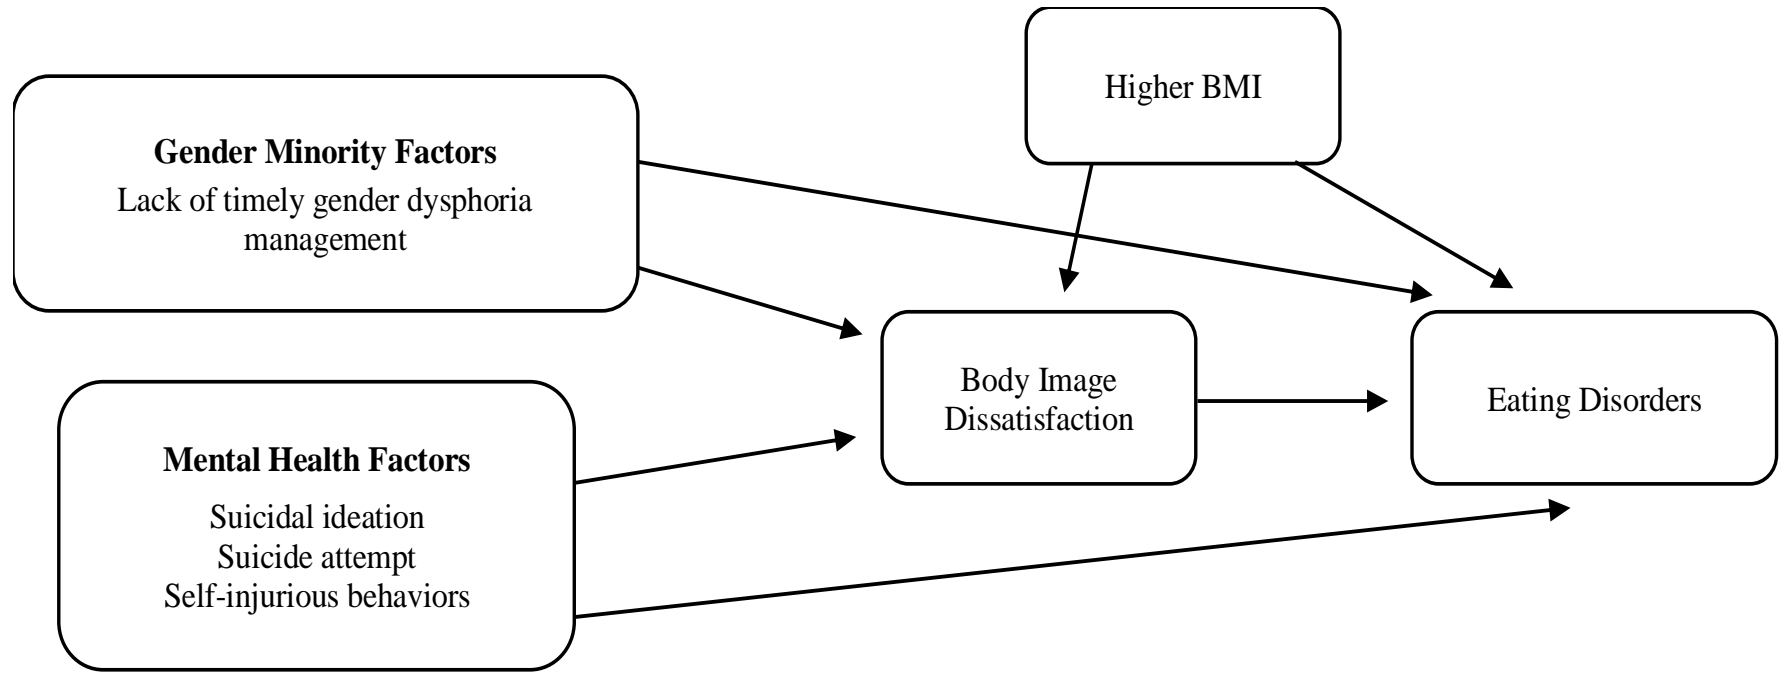 Higher BMI
Gender Minority Factors
Lack of timely gender dysphoria
management
Body Image
Dissatisfaction
Eating Disorders
Mental Health Factors
Suicidal ideation
Suicide attempt
Self-injurious behaviors